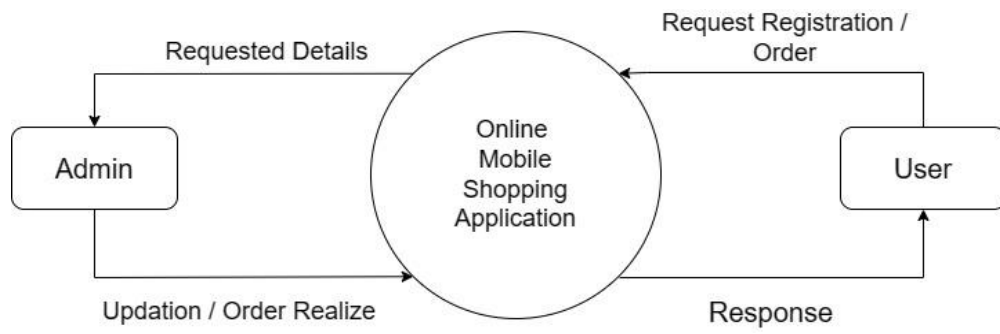 Request Registration /
Order
Requested Details
Online
Mobile
Shopping
Application
Admin
User
Updation / Order Realize
Response